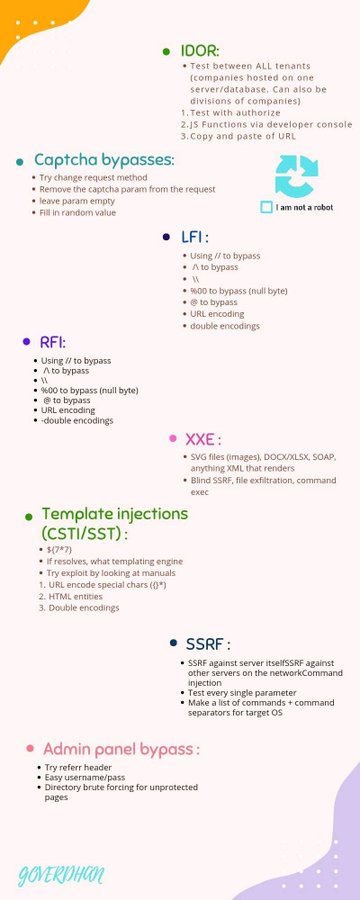 IDOR:
Test between ALL tenants
(companies hosted on one
server/database. Can also be
divisions of companies)
1. Test with authorize
2. JS Functions via developer console
3. Copy and paste of URL
Captcha bypasses:
Try change request method
Remove the captcha param from the request
leave param empty
Fill in random value
I am not a robot
LFI :
Using // to bypass
/\ to bypass
\\
%00 to bypass (null byte)
@ to bypass
URL encoding
double encodings
RFI:
Using // to bypass
/\ to bypass
\\
%00 to bypass (null byte)
@ to bypass
URL encoding
-double encodings
XXE :
SVG files (images), DOCX/XLSX, SOAP,
anything XML that renders
Blind SSRF, file exfiltration, command
exec
Template injections
(CSTI/SST) :
${7*7}
If resolves, what templating engine
Try exploit by looking at manuals
1. URL encode special chars ({}*)
2. HTML entities
3. Double encodings
SSRF :
SSRF against server itselfSSRF against
other servers on the networkCommand
injection
Test every single parameter
Make a list of commands + command
separators for target OS
Admin panel bypass :
Try referr header
Easy username/pass
Directory brute forcing for unprotected
pages
GOVERDHAN